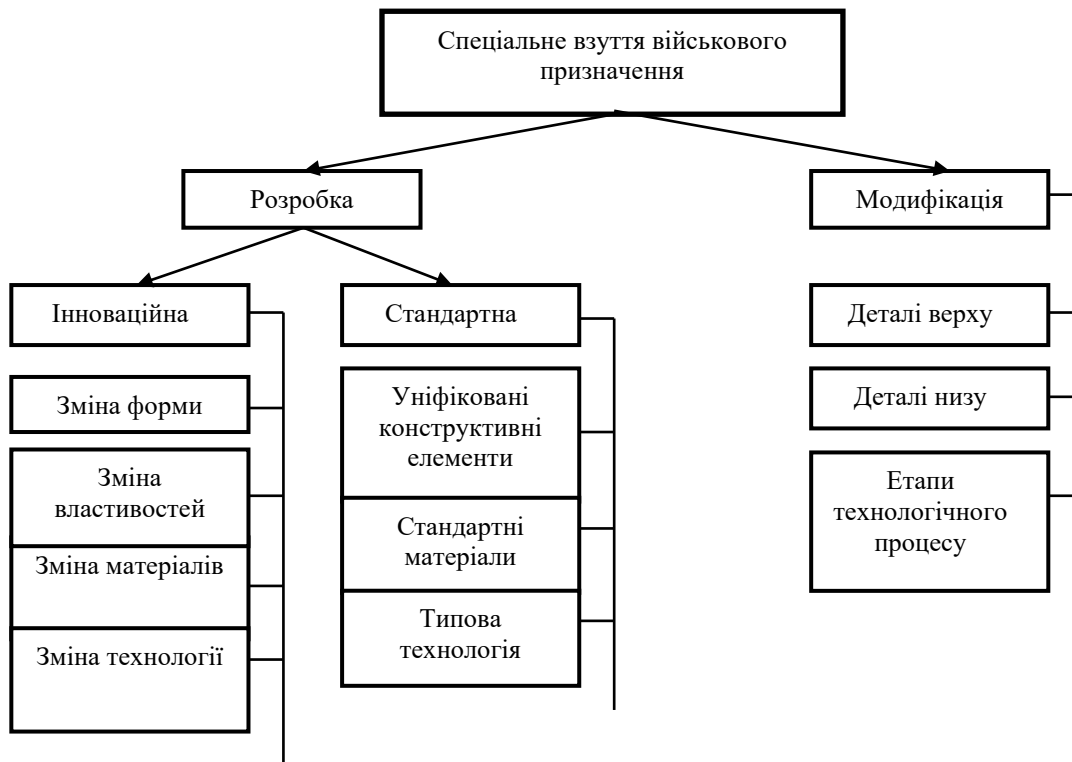 Спеціальне взуття військового
призначення
Розробка
Модифікація
Інноваційна
Стандартна
Деталі верху
Зміна форми
Уніфіковані
конструктивні
елементи
Деталі низу
Зміна
властивостей
Етапи
технологічного
процесу
Стандартні
матеріали
Зміна матеріалів
Типова
технологія
Зміна технології